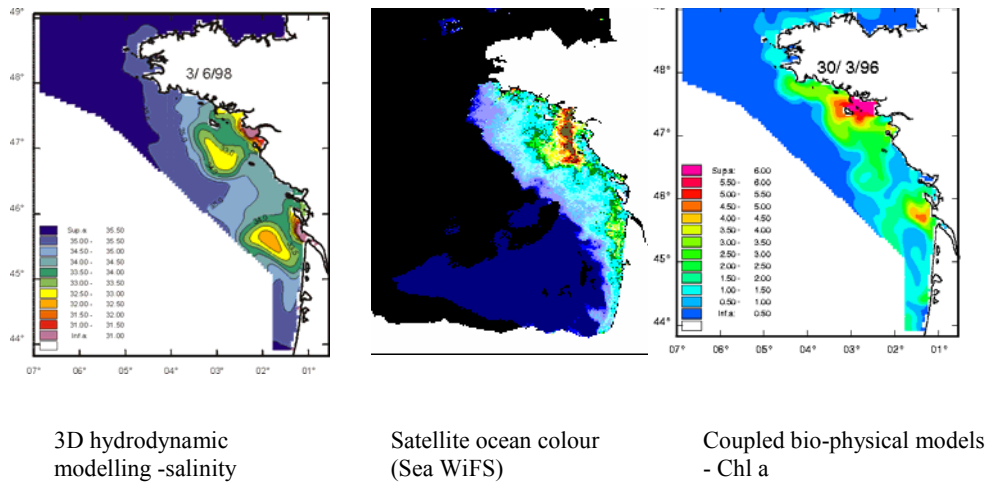 49°
48°
47°
46°
45°
44°
3/ 6/98
Sup.a 35.50
35.00 - 35.50
34.50 - 35.00
34.00 - 34.50
33.50 - 34.00
33.00 - 33.50
32.50 - 33.00
32.00 - 32.50
31.50 - 32.00
31.00 - 31.50
Inf.a 31.00
07° 06° 05° 04° 03° 02° 01°
48°
47°
46°
45°
44°
30/ 3/96
Sup.a: 6.00
5.50 - 6.00
5.00 - 5.50
4.50 - 5.00
4.00 - 4.50
3.50 - 4.00
3.00 - 3.50
2.50 - 3.00
2.00 - 2.50
1.50 - 2.00
1.00 - 1.50
0.50 - 1.00
Inf.a: 0.50
07° 06° 05° 04° 03° 02° 01°
3D hydrodynamic
modelling -salinity
Satellite ocean colour
(Sea WiFS)
Coupled bio-physical models
- Chl a